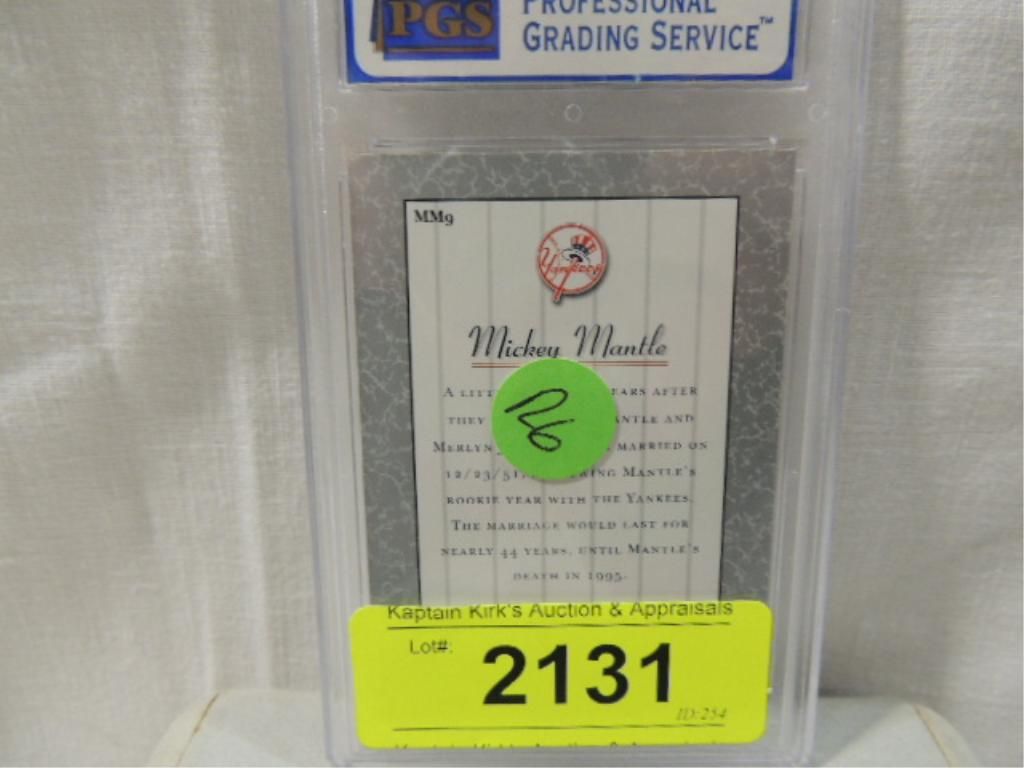 PGS
PROFESSIONAL
GRADING SERVICE™
MM9
Yankees
Mickey Mantle
A LITT EARS AFTER
THEY ANTLE AND
MERLYN MARRIED ON
12/23/51, ING MANTLE'S
ROOKIE YEAR WITH THE YANKEES.
THE MARRIAGE WOULD LAST FOR
NEARLY 44 YEARS, UNTIL MANTLE'S
DEATH IN 1995.
Kaptain Kirk's Auction & Appraisals
Lot#: 2131
ID:254